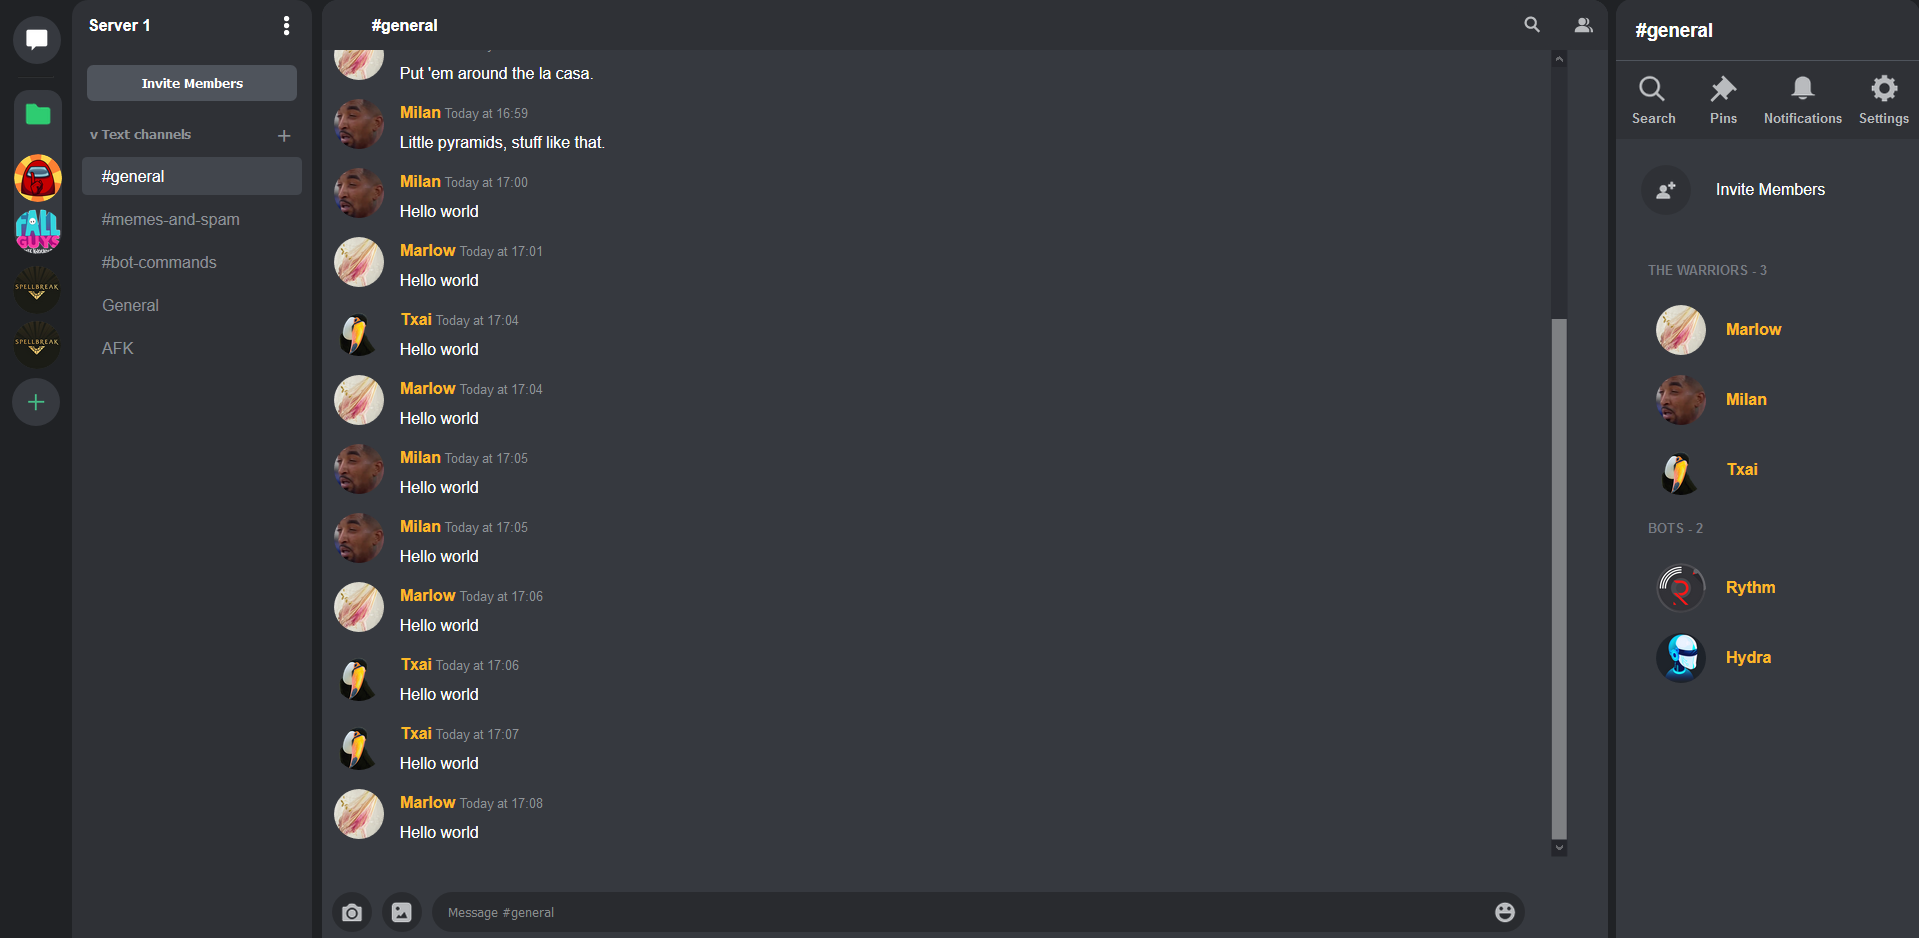 Server 1
Invite Members
v Text channels
#general
#memes-and-spam
#bot-commands
General
AFK
FALL
GUYS
SPELLBREAK
SPELLBREAK
#general
Put 'em around the la casa.
Milan Today at 16:59
Little pyramids, stuff like that.
Milan Today at 17:00
Hello world
Marlow Today at 17:01
Hello world
Txai Today at 17:04
Hello world
Marlow Today at 17:04
Hello world
Milan Today at 17:05
Hello world
Milan Today at 17:05
Hello world
Marlow Today at 17:06
Hello world
Txai Today at 17:06
Hello world
Txai Today at 17:07
Hello world
Marlow Today at 17:08
Hello world
Message #general
#general
Search Pins Notifications Settings
Invite Members
THE WARRIORS - 3
Marlow
Milan
Txai
BOTS - 2
Rythm
Hydra